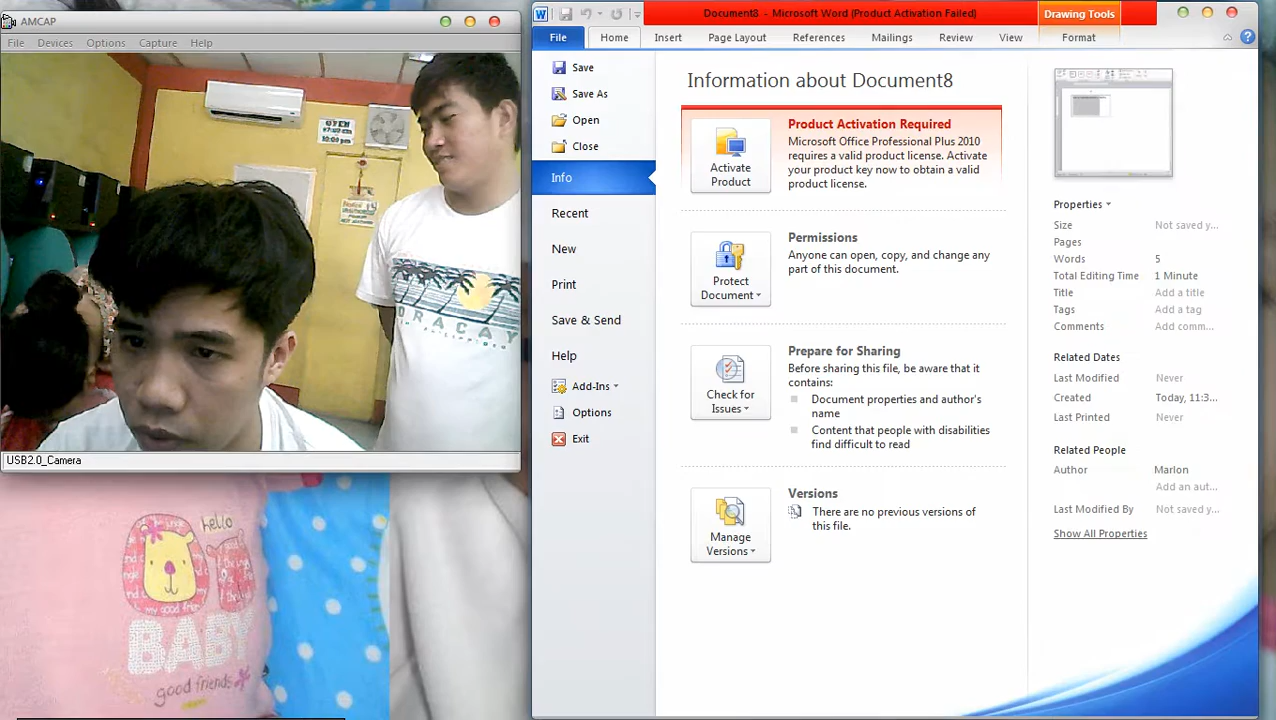 AMCAP
File Devices Options Capture Help
OPEN
ORACAY
USB2.0_Camera
hello
BABY
good friends
Document8 - Microsoft Word (Product Activation Failed)
Drawing Tools
File Home Insert Page Layout References Mailings Review View Format
Save
Save As
Open
Close
Info
Recent
New
Print
Save & Send
Help
Add-Ins
Options
Exit
Information about Document8
Activate
Product
Product Activation Required
Microsoft Office Professional Plus 2010
requires a valid product license. Activate
your product key now to obtain a valid
product license.
Protect
Document
Permissions
Anyone can open, copy, and change any
part of this document.
Check for
Issues
Prepare for Sharing
Before sharing this file, be aware that it
contains:
Document properties and author's
name
Content that people with disabilities
find difficult to read
Manage
Versions
Versions
There are no previous versions of
this file.
Properties
Size Not saved y...
Pages
Words 5
Total Editing Time 1 Minute
Title Add a title
Tags Add a tag
Comments Add comm...
Related Dates
Last Modified Never
Created Today, 11:3...
Last Printed Never
Related People
Author Marlon
Add an aut...
Last Modified By Not saved y...
Show All Properties